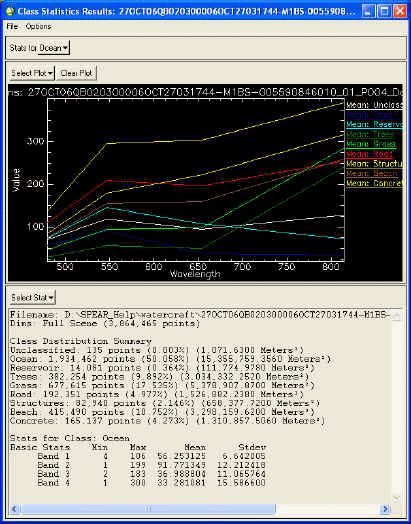 Class Statistics Results: 27OCT06QB020300006OCT27031744-M1BS-0055908...
File Options
Stats for Ocean
Select Plot Clear Plot
ns: 27OCT06QB020300006OCT27031744-M1BS-005590846010_01_P004_Do
Mean: Unclass
Mean: Reservo
Mean: Trees
Mean: Grass
Mean: Road
Mean: Structu
Mean: Beach
Mean: Concret
Value
300
200
100
500 550 600 650 700 750 800
Wavelength
Select Stat
Filename: D:\SPEAR_Help\watercraft\27OCT06QB020300006OCT27031744-M1BS-
Dims: Full Scene (3,864,465 points)
Class Distribution Summary
Unclassified: 135 points (0.003%) (1,071.6300 Meters²)
Ocean: 1,934,462 points (50.058%) (15,355,759.3560 Meters²)
Reservoir: 14,081 points (0.364%) (111,774.9780 Meters²)
Trees: 382,254 points (9.892%) (3,034,332.2520 Meters²)
Grass: 677,615 points (17.535%) (5,378,907.8700 Meters²)
Road: 192,351 points (4.977%) (1,526,882.2380 Meters²)
Structures: 82,940 points (2.146%) (658,377.7200 Meters²)
Beach: 415,490 points (10.752%) (3,298,159.6200 Meters²)
Concrete: 165,137 points (4.273%) (1,310,857.5060 Meters²)
Stats for Class: Ocean
Basic Stats Min Max Mean Stdev
Band 1 4 106 56.253125 6.642005
Band 2 1 199 91.771349 12.212418
Band 3 2 183 36.988804 11.065764
Band 4 1 300 33.281081 15.586600